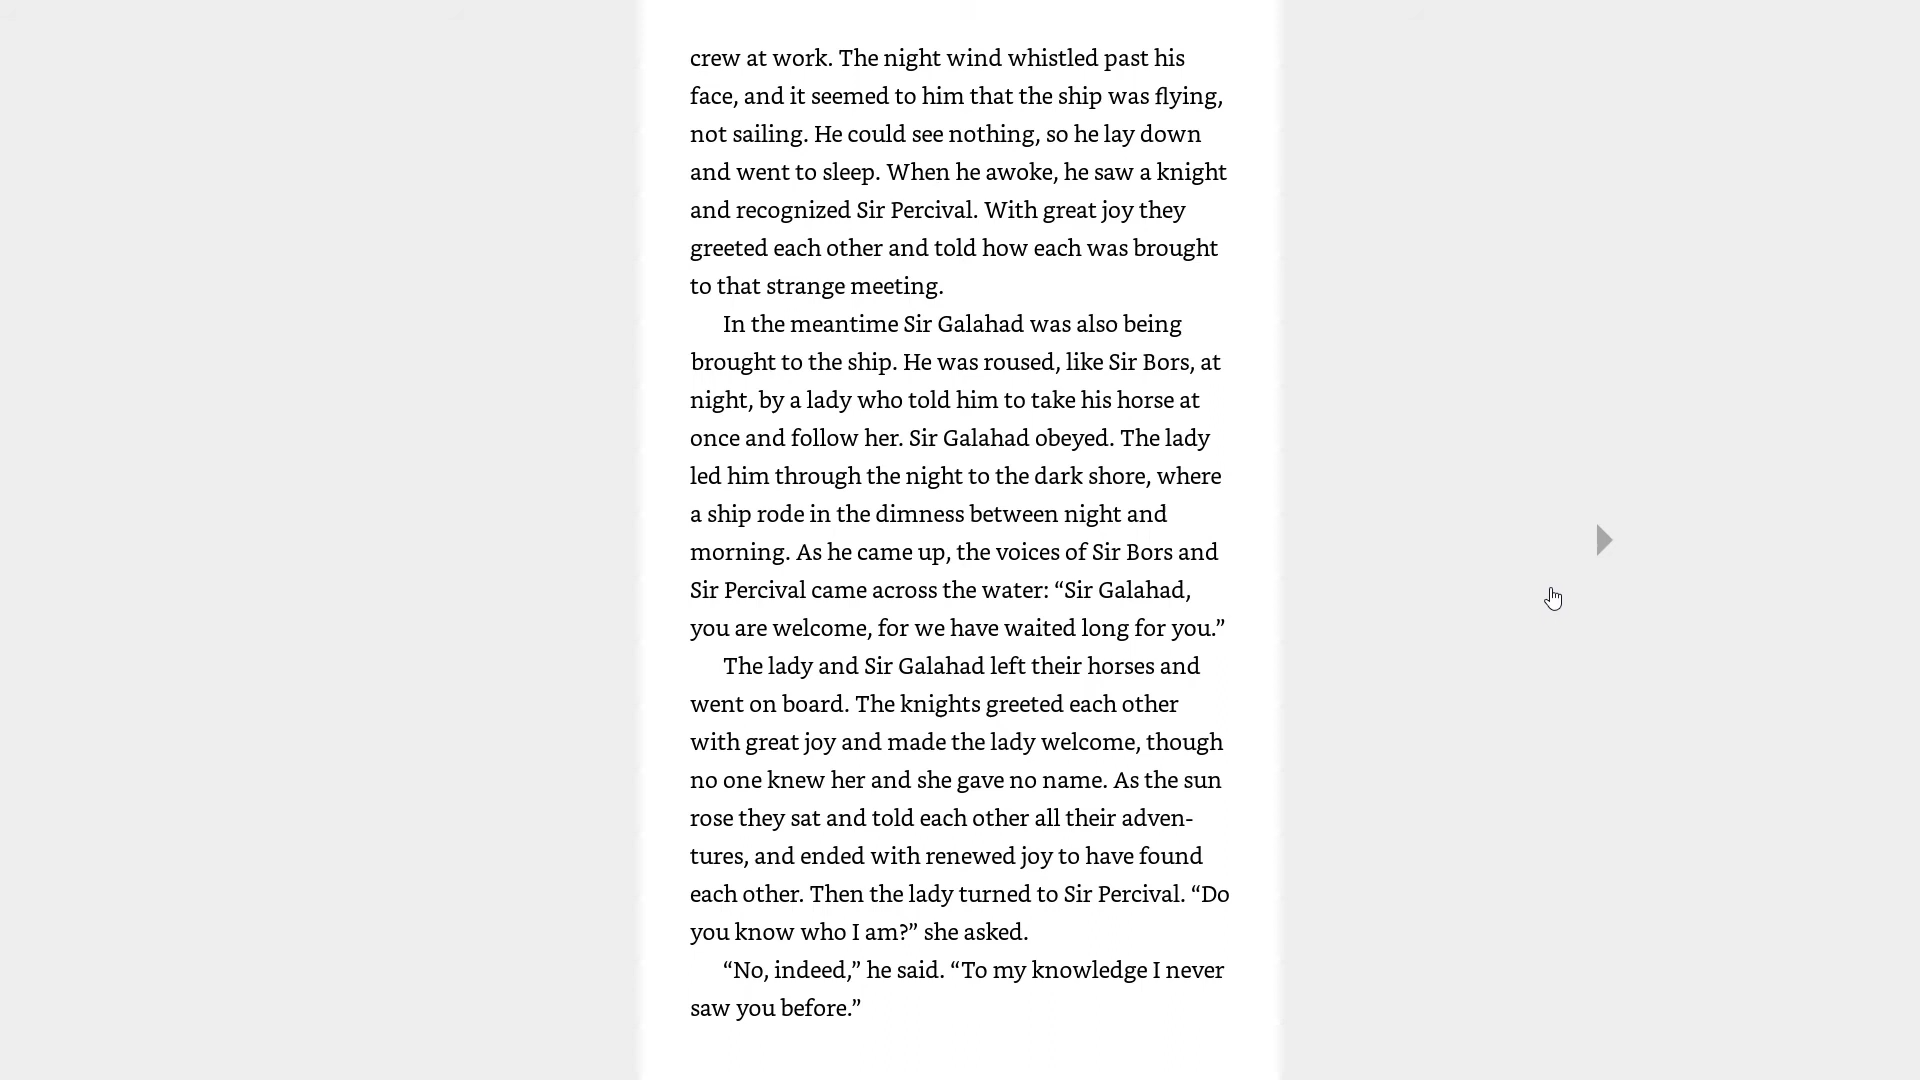 crew at work. The night wind whistled past his
face, and it seemed to him that the ship was flying,
not sailing. He could see nothing, so he lay down
and went to sleep. When he awoke, he saw a knight
and recognized Sir Percival. With great joy they
greeted each other and told how each was brought
to that strange meeting.
In the meantime Sir Galahad was also being
brought to the ship. He was roused, like Sir Bors, at
night, by a lady who told him to take his horse at
once and follow her. Sir Galahad obeyed. The lady
led him through the night to the dark shore, where
a ship rode in the dimness between night and
morning. As he came up, the voices of Sir Bors and
Sir Percival came across the water: “Sir Galahad,
you are welcome, for we have waited long for you.”
The lady and Sir Galahad left their horses and
went on board. The knights greeted each other
with great joy and made the lady welcome, though
no one knew her and she gave no name. As the sun
rose they sat and told each other all their adven-
tures, and ended with renewed joy to have found
each other. Then the lady turned to Sir Percival. “Do
you know who I am?” she asked.
“No, indeed,” he said. “To my knowledge I never
saw you before.”